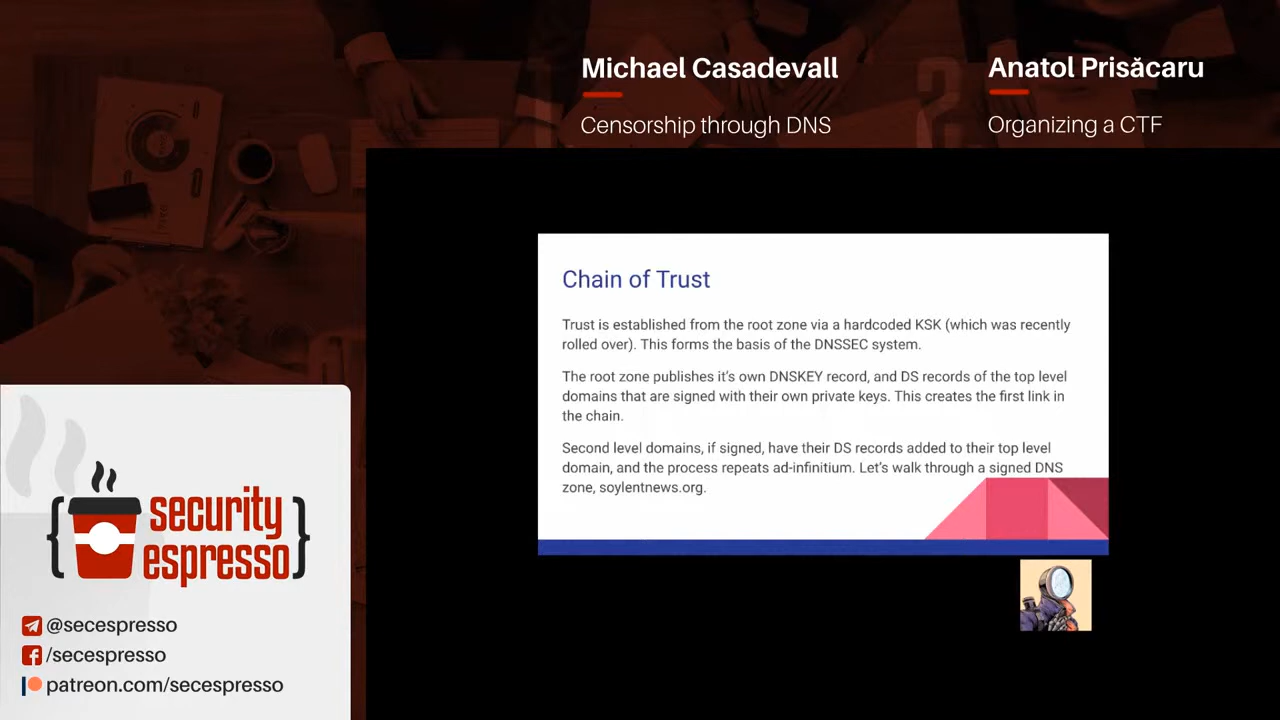 Michael Casadevall
Anatol Prisăcaru
Censorship through DNS
Organizing a CTF
Chain of Trust
Trust is established from the root zone via a hardcoded KSK (which was recently
rolled over). This forms the basis of the DNSSEC system.
The root zone publishes it's own DNSKEY record, and DS records of the top level
domains that are signed with their own private keys. This creates the first link in
the chain.
Second level domains, if signed, have their DS records added to their top level
domain, and the process repeats ad-infinitium. Let's walk through a signed DNS
zone, soylentnews.org.
{security
espresso}
@secespresso
/secespresso
patreon.com/secespresso